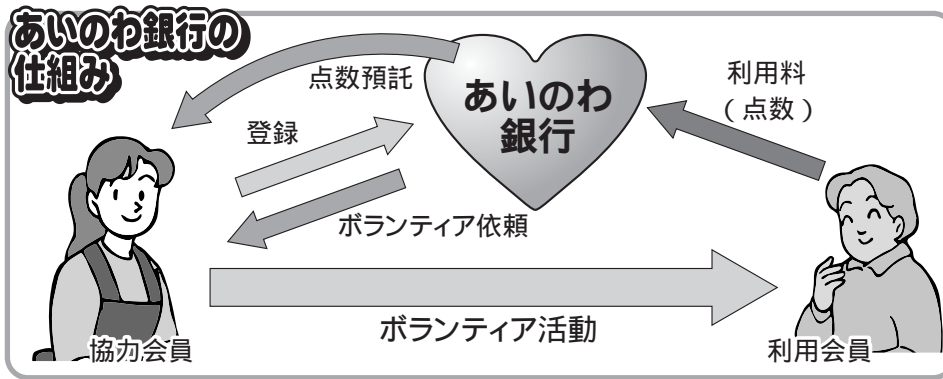 あいのわ銀行の
仕組み
点数預託
あいのわ
銀行
利用料
（点数）
登録
ボランティア依頼
ボランティア活動
協力会員
利用会員